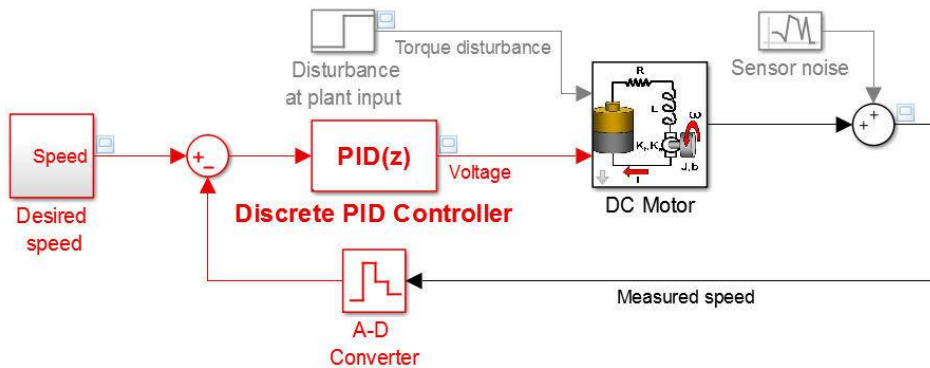 Torque disturbance
Disturbance
at plant input
Sensor noise
R
L
ω
J,b
I
DC Motor
+
+
Speed
+
−
PID(z)
Voltage
Desired
speed
Discrete PID Controller
Measured speed
A-D
Converter